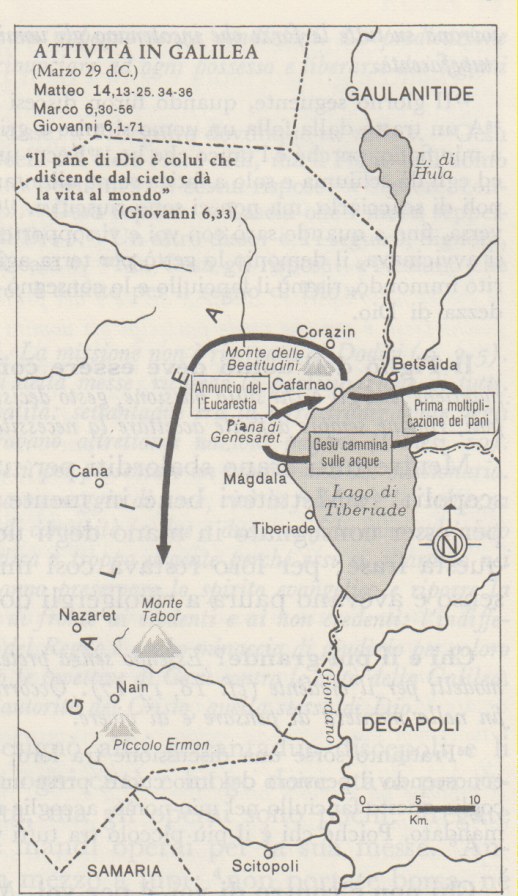 ATTIVITÀ IN GALILEA
(Marzo 29 d.C.)
Matteo 14,13-25. 34-36
Marco 6,30-56
Giovanni 6,1-71
"Il pane di Dio è colui che
discende dal cielo e dà
la vita al mondo."
(Giovanni 6,33)
GAULANITIDE
L. di
Hula
GALILEA
Corazin
Monte delle
Beatitudini
Betsaida
Annuncio del-
l'Eucarestia
Cafarnao
Prima moltipli-
cazione dei pani
Piana di
Genesaret
Gesù cammina
sulle acque
Cana
Màgdala
Lago di
Tiberiade
Tiberiade
N
Nazaret
Monte
Tabor
Nain
Giordano
DECAPOLI
Piccolo Ermon
0 5 10
Km.
SAMARIA
Scitopoli